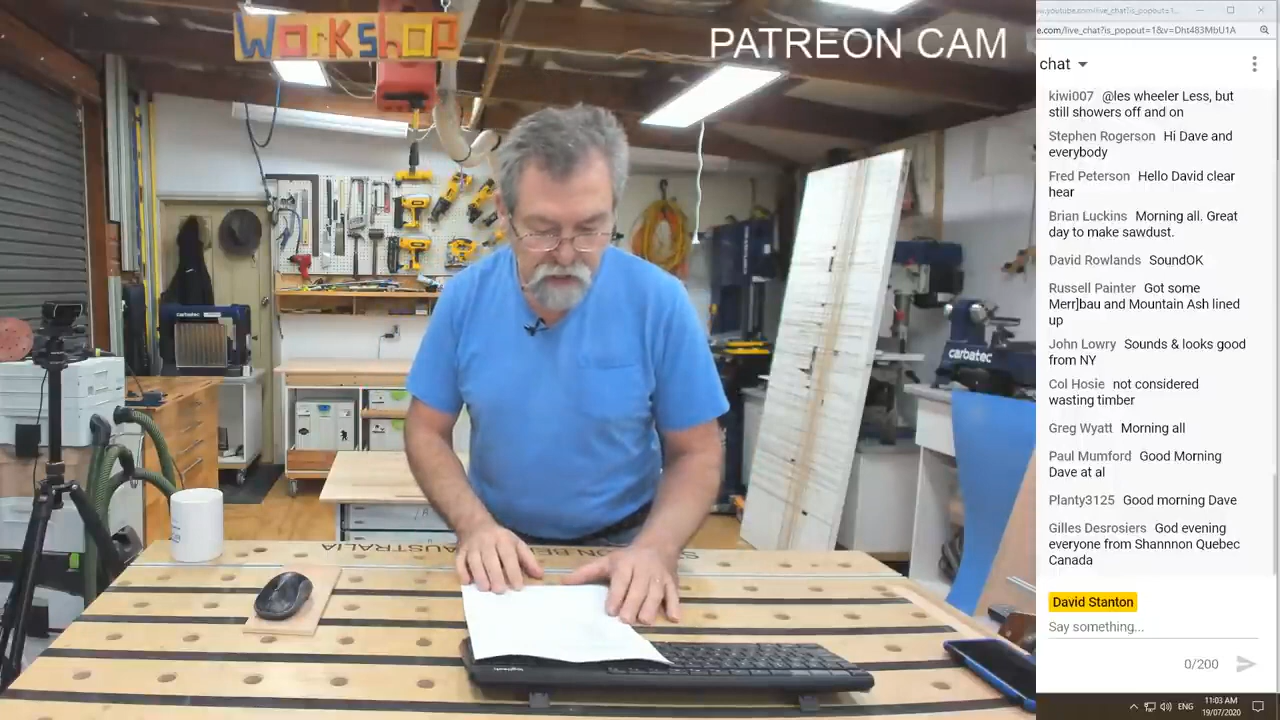 WORKSHOP
PATREON CAM
e.com/live_chat?is_popout=1&v=Dht483MbU1A
chat
kiwi007 @les wheeler Less, but
still showers off and on
Stephen Rogerson Hi Dave and
everybody
Fred Peterson Hello David clear
hear
Brian Luckins Morning all. Great
day to make sawdust.
David Rowlands SoundOK
Russell Painter Got some
Merr]bau and Mountain Ash lined
up
John Lowry Sounds & looks good
from NY
Col Hosie not considered
wasting timber
Greg Wyatt Morning all
Paul Mumford Good Morning
Dave at al
Planty3125 Good morning Dave
Gilles Desrosiers God evening
everyone from Shannnon Quebec
Canada
David Stanton
Say something...
0/200
11:03 AM
ENG
19/07/2020
carbatec
carbatec
AUSTRALIA